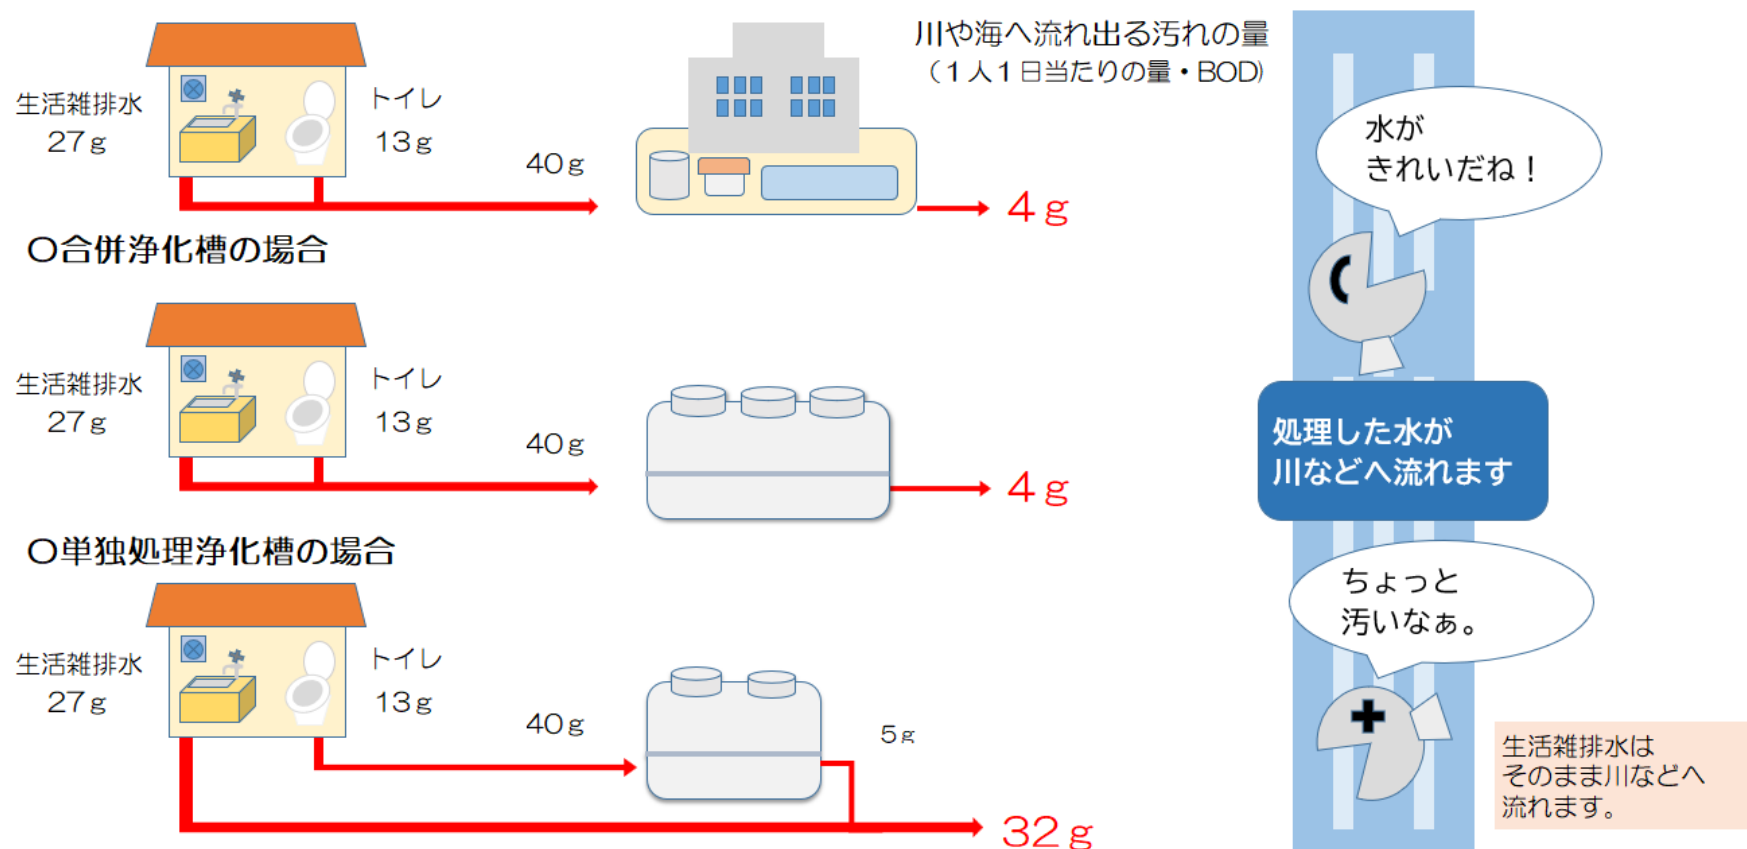 川や海へ流れ出る汚れの量
（１人１日当たりの量・BOD)
生活雑排水
27ｇ
トイレ
13ｇ
40ｇ
4ｇ
水が
きれいだね！
〇合併浄化槽の場合
生活雑排水
27ｇ
トイレ
13ｇ
40ｇ
4ｇ
処理した水が
川などへ流れます
〇単独処理浄化槽の場合
生活雑排水
27ｇ
トイレ
13ｇ
40ｇ
5ｇ
32ｇ
ちょっと
汚いなぁ。
生活雑排水は
そのまま川などへ
流れます。